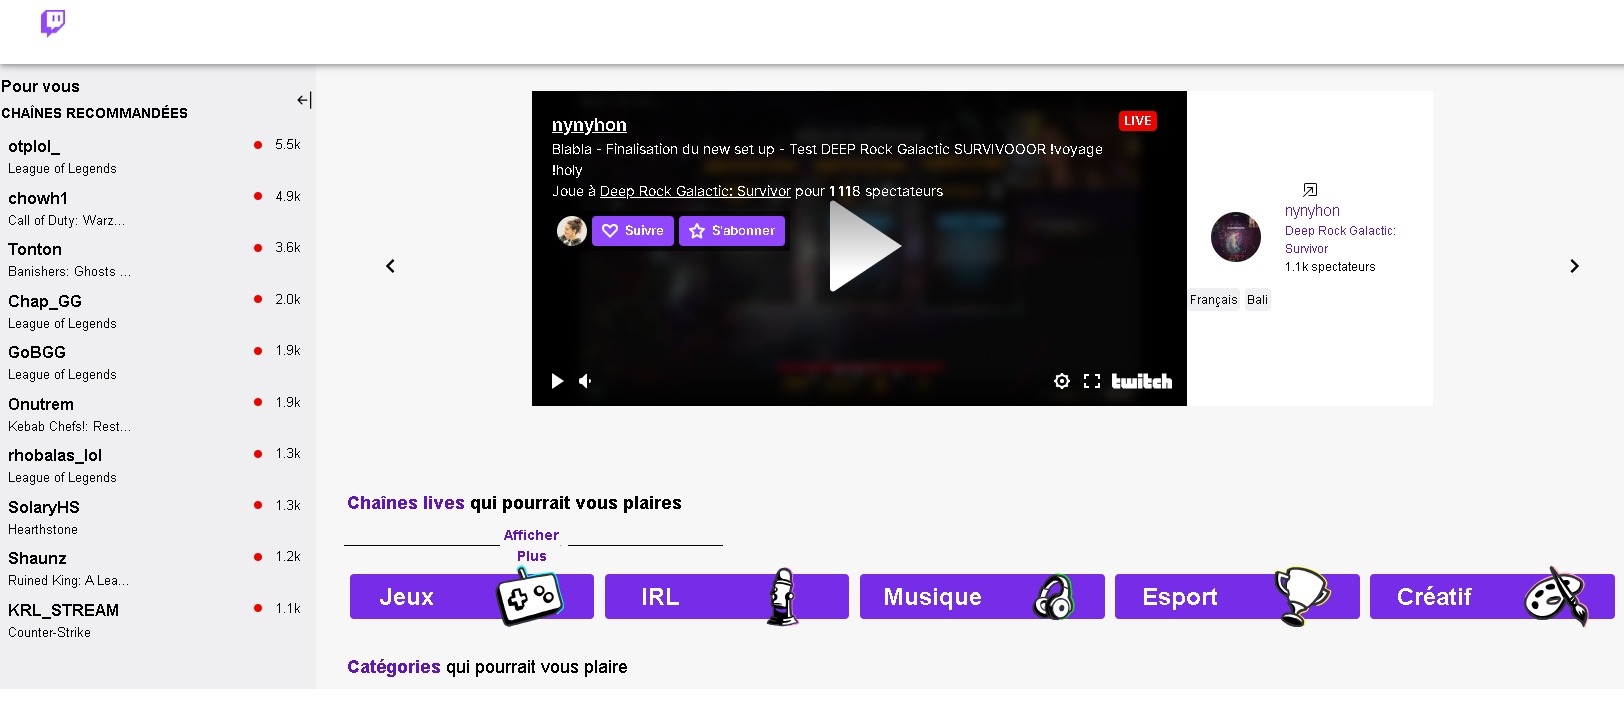 Pour vous
CHAÎNES RECOMMANDÉES
otplol_ 5.5k
League of Legends
chowh1 4.9k
Call of Duty: Warz...
Tonton 3.6k
Banishers: Ghosts ...
Chap_GG 2.0k
League of Legends
GoBGG 1.9k
League of Legends
Onutrem 1.9k
Kebab Chefs!: Rest...
rhobalas_lol 1.3k
League of Legends
SolaryHS 1.3k
Hearthstone
Shaunz 1.2k
Ruined King: A Lea...
KRL_STREAM 1.1k
Counter-Strike
nynyhon
LIVE
Blabla - Finalisation du new set up - Test DEEP Rock Galactic SURVIVOOOR !voyage
!holy
Joue à Deep Rock Galactic: Survivor pour 1 118 spectateurs
Suivre
S'abonner
twitch
nynyhon
Deep Rock Galactic:
Survivor
1.1k spectateurs
Français Bali
Chaînes lives qui pourrait vous plaires
Afficher
Plus
Jeux
IRL
Musique
Esport
Créatif
Catégories qui pourrait vous plaire